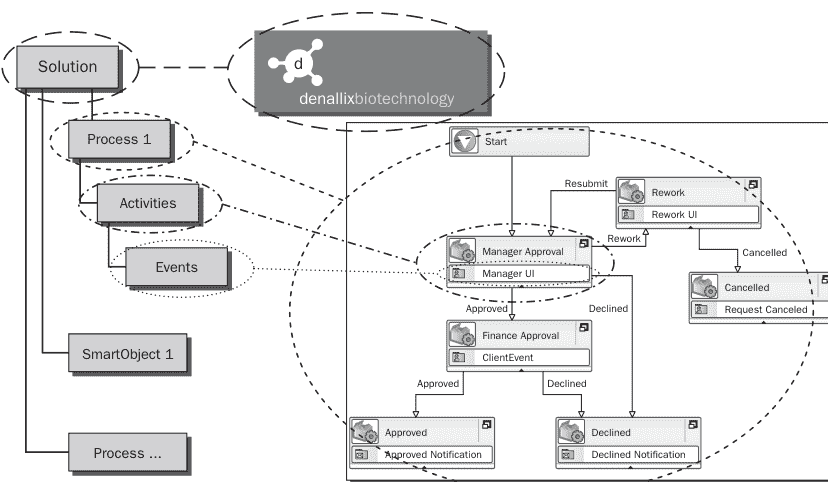 Solution
d
denallixbiotechnology
Process 1
Activities
Events
SmartObject 1
Process ...
Start
Resubmit
Rework
Rework UI
Rework
Manager Approval
Manager UI
Cancelled
Cancelled
Request Canceled
Approved
Declined
Finance Approval
ClientEvent
Approved
Declined
Approved
Approved Notification
Declined
Declined Notification